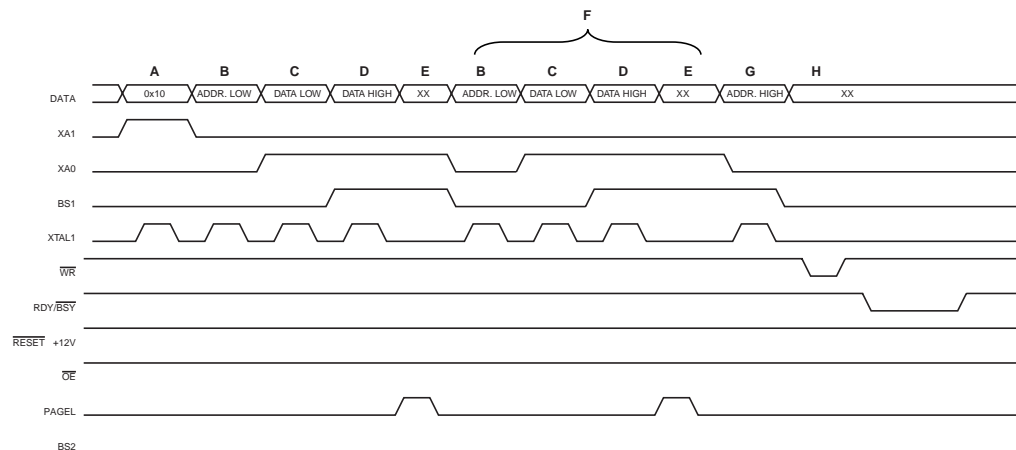 F
A B C D E B C D E G H
DATA 0x10 ADDR. LOW DATA LOW DATA HIGH XX ADDR. LOW DATA LOW DATA HIGH XX ADDR. HIGH XX
XA1
XA0
BS1
XTAL1
WR
RDY/BSY
RESET +12V
OE
PAGEL
BS2